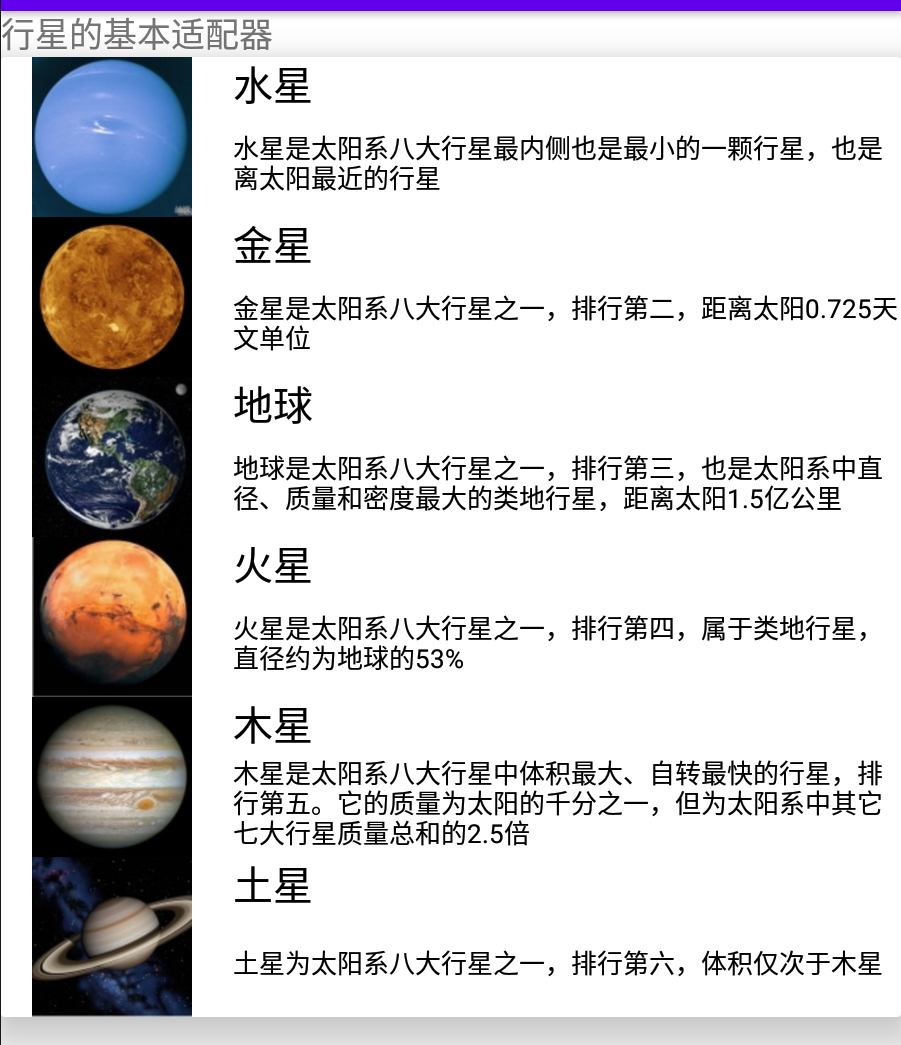 行星的基本适配器
水星
水星是太阳系八大行星最内侧也是最小的一颗行星，也是
离太阳最近的行星
金星
金星是太阳系八大行星之一，排行第二，距离太阳0.725天
文单位
地球
地球是太阳系八大行星之一，排行第三，也是太阳系中直
径、质量和密度最大的类地行星，距离太阳1.5亿公里
火星
火星是太阳系八大行星之一，排行第四，属于类地行星，
直径约为地球的53%
木星
木星是太阳系八大行星中体积最大、自转最快的行星，排
行第五。它的质量为太阳的千分之一，但为太阳系中其它
七大行星质量总和的2.5倍
土星
土星为太阳系八大行星之一，排行第六，体积仅次于木星